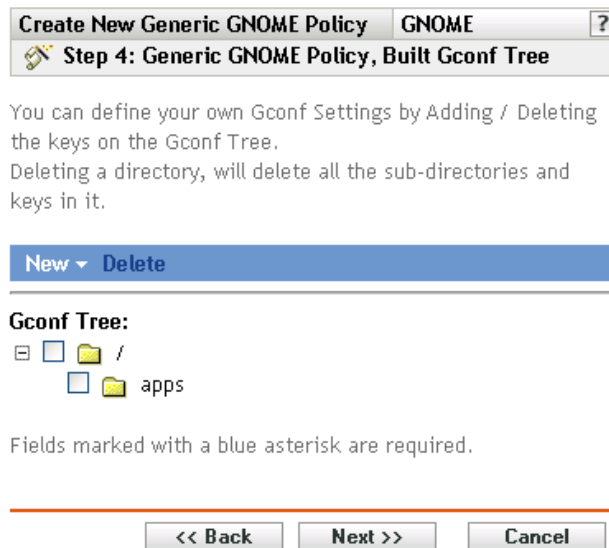 Create New Generic GNOME Policy GNOME ?
Step 4: Generic GNOME Policy, Built Gconf Tree
You can define your own Gconf Settings by Adding / Deleting
the keys on the Gconf Tree.
Deleting a directory, will delete all the sub-directories and
keys in it.
New Delete
Gconf Tree:
/
apps
Fields marked with a blue asterisk are required.
<< Back Next >> Cancel